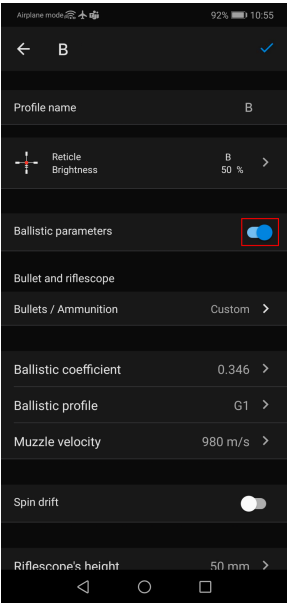 Airplane mode 92% 10:55
B
Profile name B
Reticle B
Brightness 50 %
Ballistic parameters
Bullet and riflescope
Bullets / Ammunition Custom
Ballistic coefficient 0.346
Ballistic profile G1
Muzzle velocity 980 m/s
Spin drift
Riflescope's height 50 mm